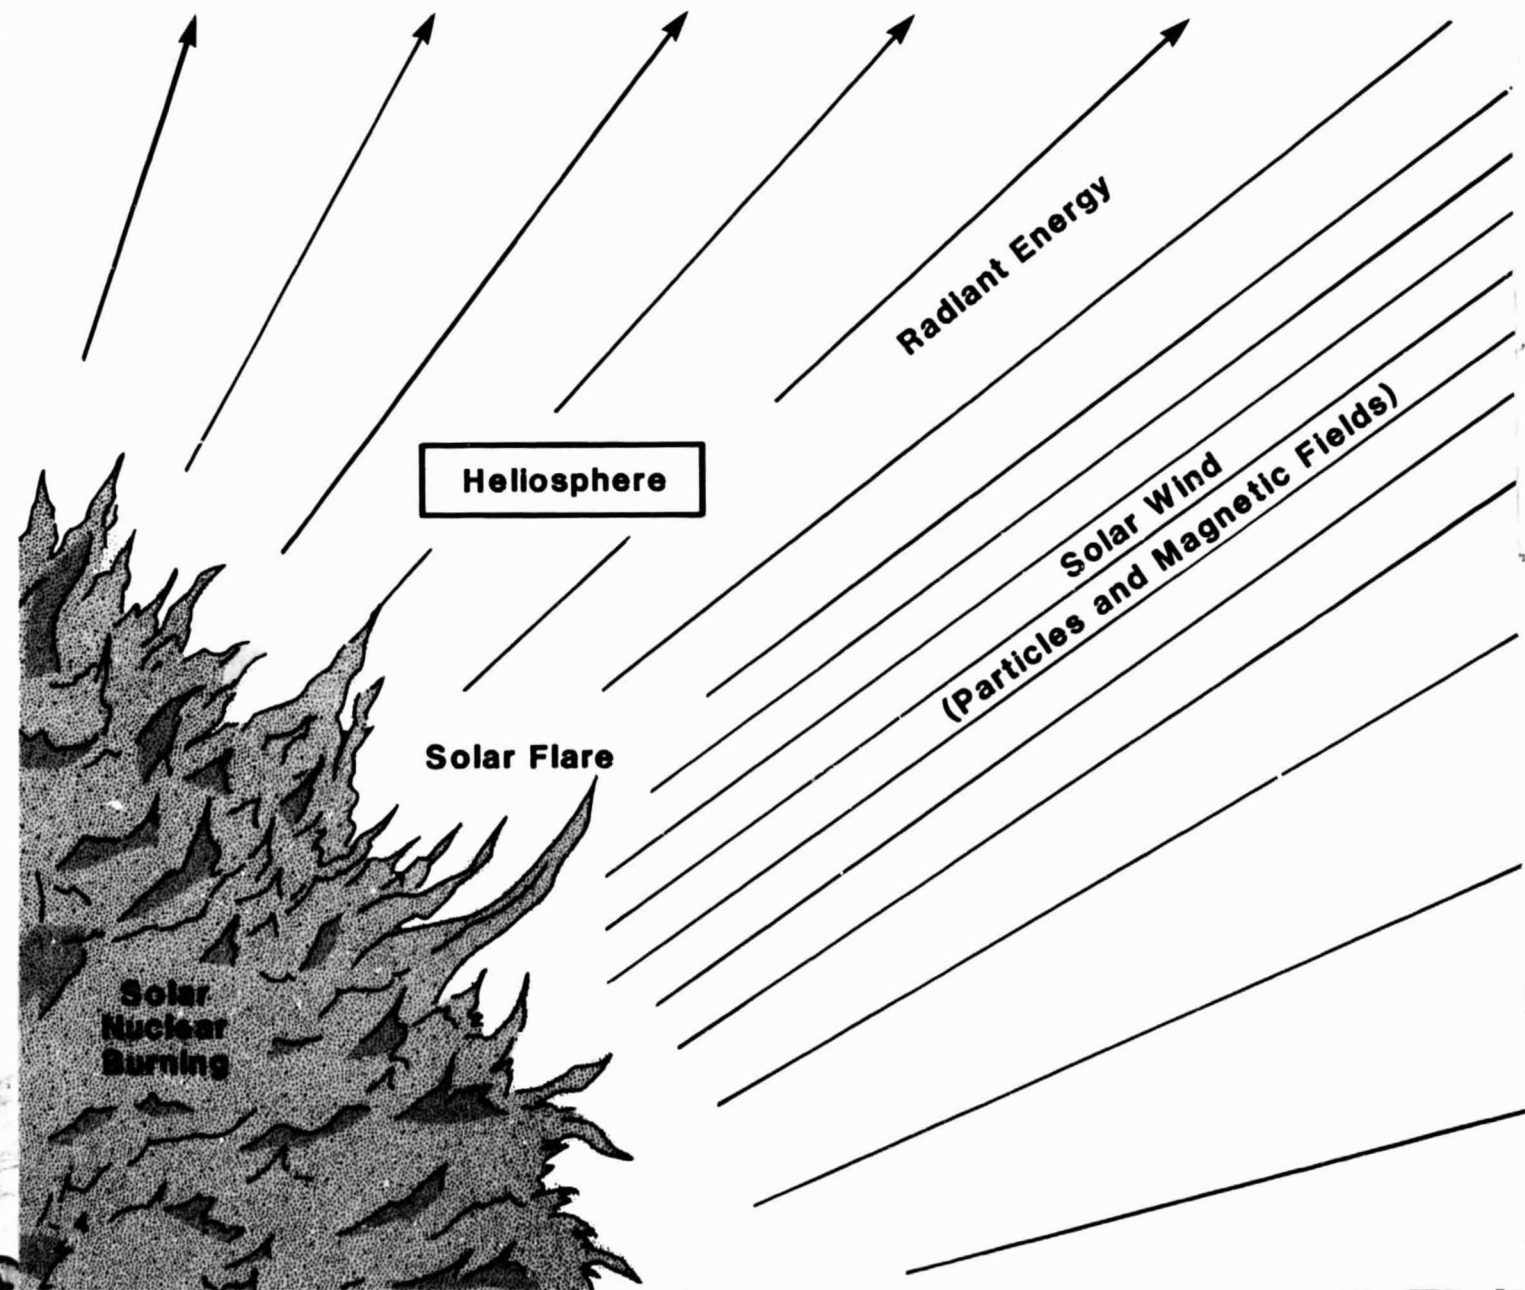 Radiant Energy
Heliosphere
Solar Wind
(Particles and Magnetic Fields)
Solar Flare
Solar
Nuclear
Burning